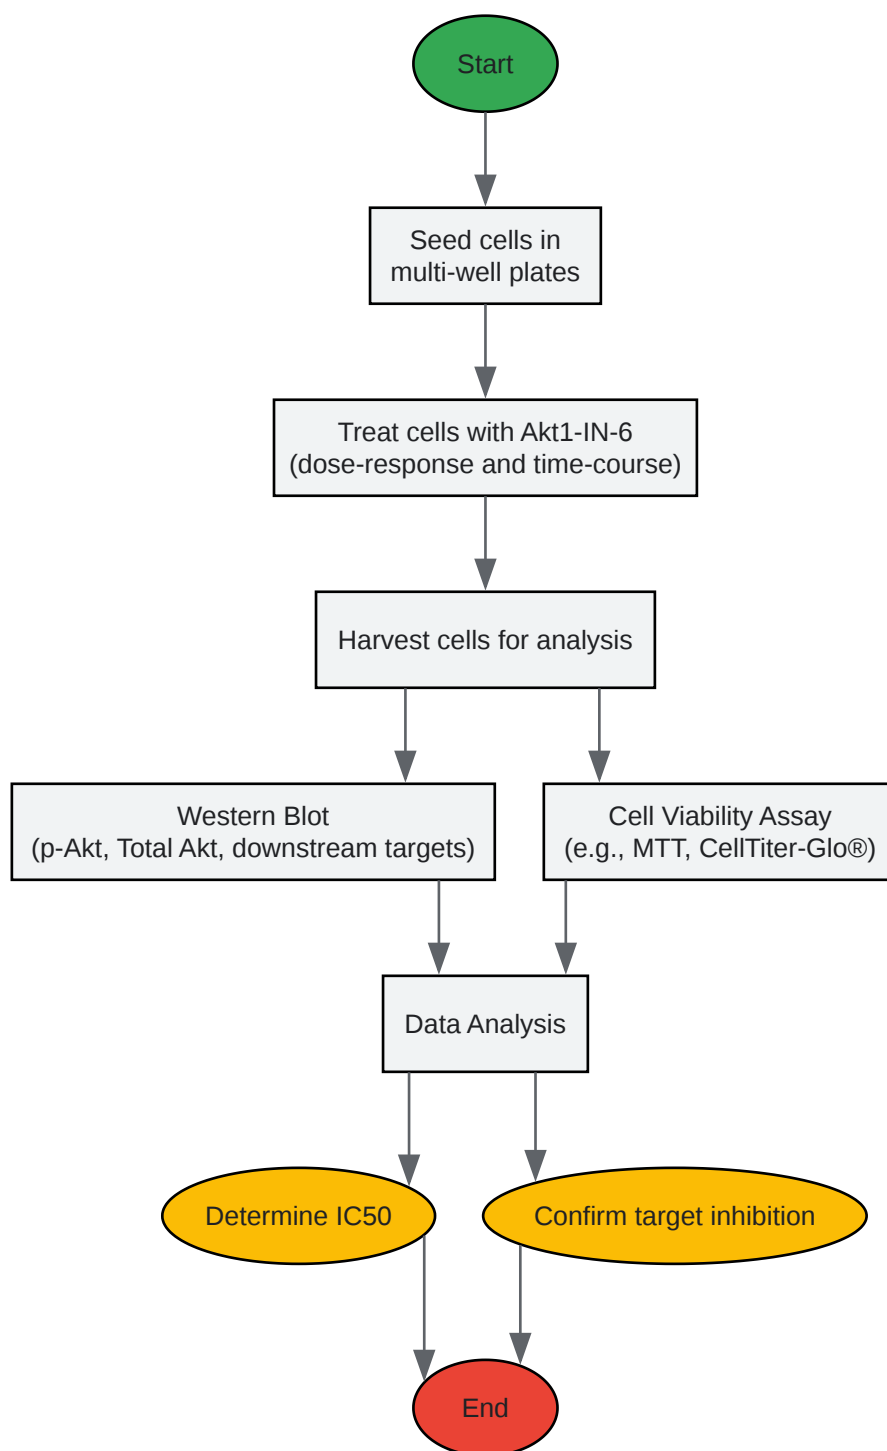 Start
Seed cells in
multi-well plates
Treat cells with Akt1-IN-6
(dose-response and time-course)
Harvest cells for analysis
Western Blot
(p-Akt, Total Akt, downstream targets)
Cell Viability Assay
(e.g., MTT, CellTiter-Glo®)
Data Analysis
Determine IC50
Confirm target inhibition
End